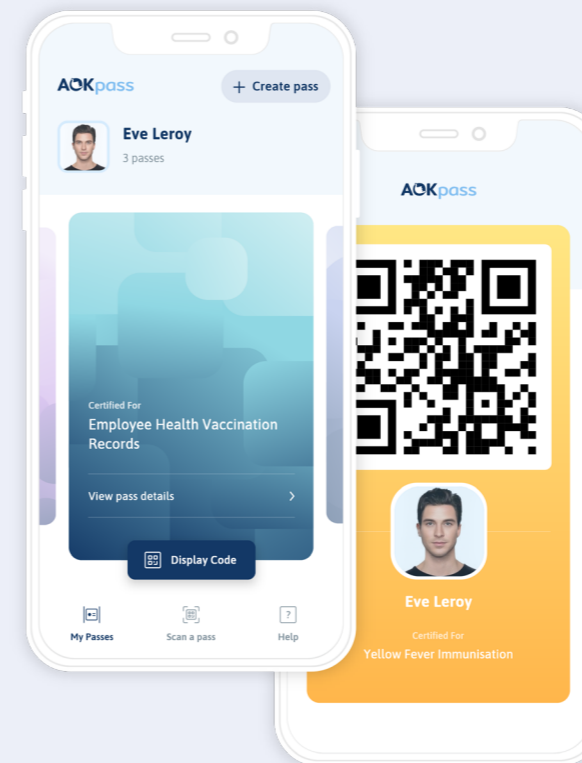 AOKpass
+ Create pass
Eve Leroy
3 passes
Certified For
Employee Health Vaccination
Records
View pass details
Display Code
My Passes
Scan a pass
? Help
AOKpass
Eve Leroy
Certified For
Yellow Fever Immunisation